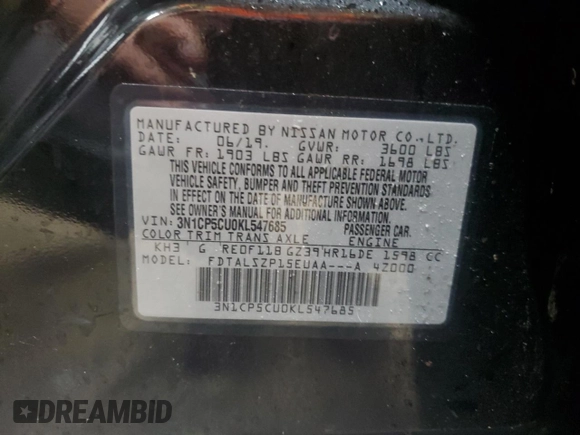 MANUFACTURED BY NISSAN MOTOR CO.,LTD.
DATE: 06/19. GVWR: 3600 LBS
GAWR FR: 1903 LBS GAWR RR: 1698 LBS
THIS VEHICLE CONFORMS TO ALL APPLICABLE FEDERAL MOTOR
VEHICLE SAFETY, BUMPER AND THEFT PREVENTION STANDARDS
IN EFFECT ON THE DATE OF MANUFACTURE SHOWN ABOVE.
SEE OWNER'S MANUAL FOR ADDITIONAL INFORMATION.
VIN: 3N1CP5CU0KL547685 PASSENGER CAR.
COLOR TRIM TRANS AXLE ENGINE
KH3 G RE0F11B GZ39 HR16DE 1598 CC
MODEL: FDTALSZP15EUAA---A 4Z000
3N1CP5CU0KL547685
DREAMBID